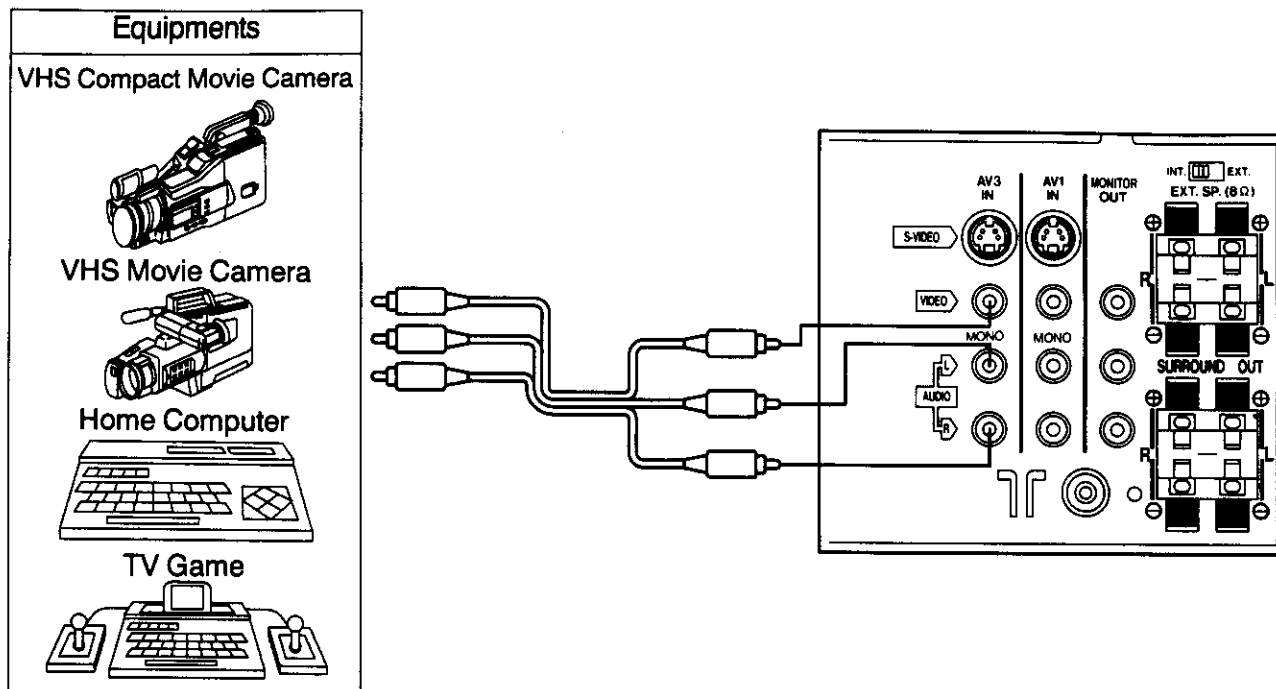 Equipments
VHS Compact Movie Camera
VHS Movie Camera
Home Computer
TV Game
AV3 IN
AV1 IN
MONITOR OUT
INT. EXT.
EXT. SP. (8 Ω)
S-VIDEO
VIDEO
MONO MONO
L
AUDIO
R
⊕ ⊕
R L
⊖ ⊖
SURROUND OUT
⊕ ⊕
R L
⊖ ⊖